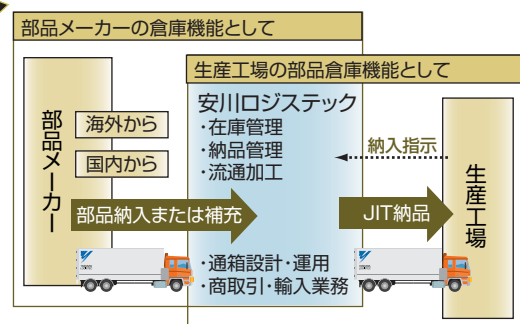 部品メーカーの倉庫機能として
生産工場の部品倉庫機能として
部品メーカー
海外から
国内から
安川ロジステック
・在庫管理
・納品管理
・流通加工
納入指示
生産工場
部品納入または補充
JIT納品
・通箱設計・運用
・商取引・輸入業務